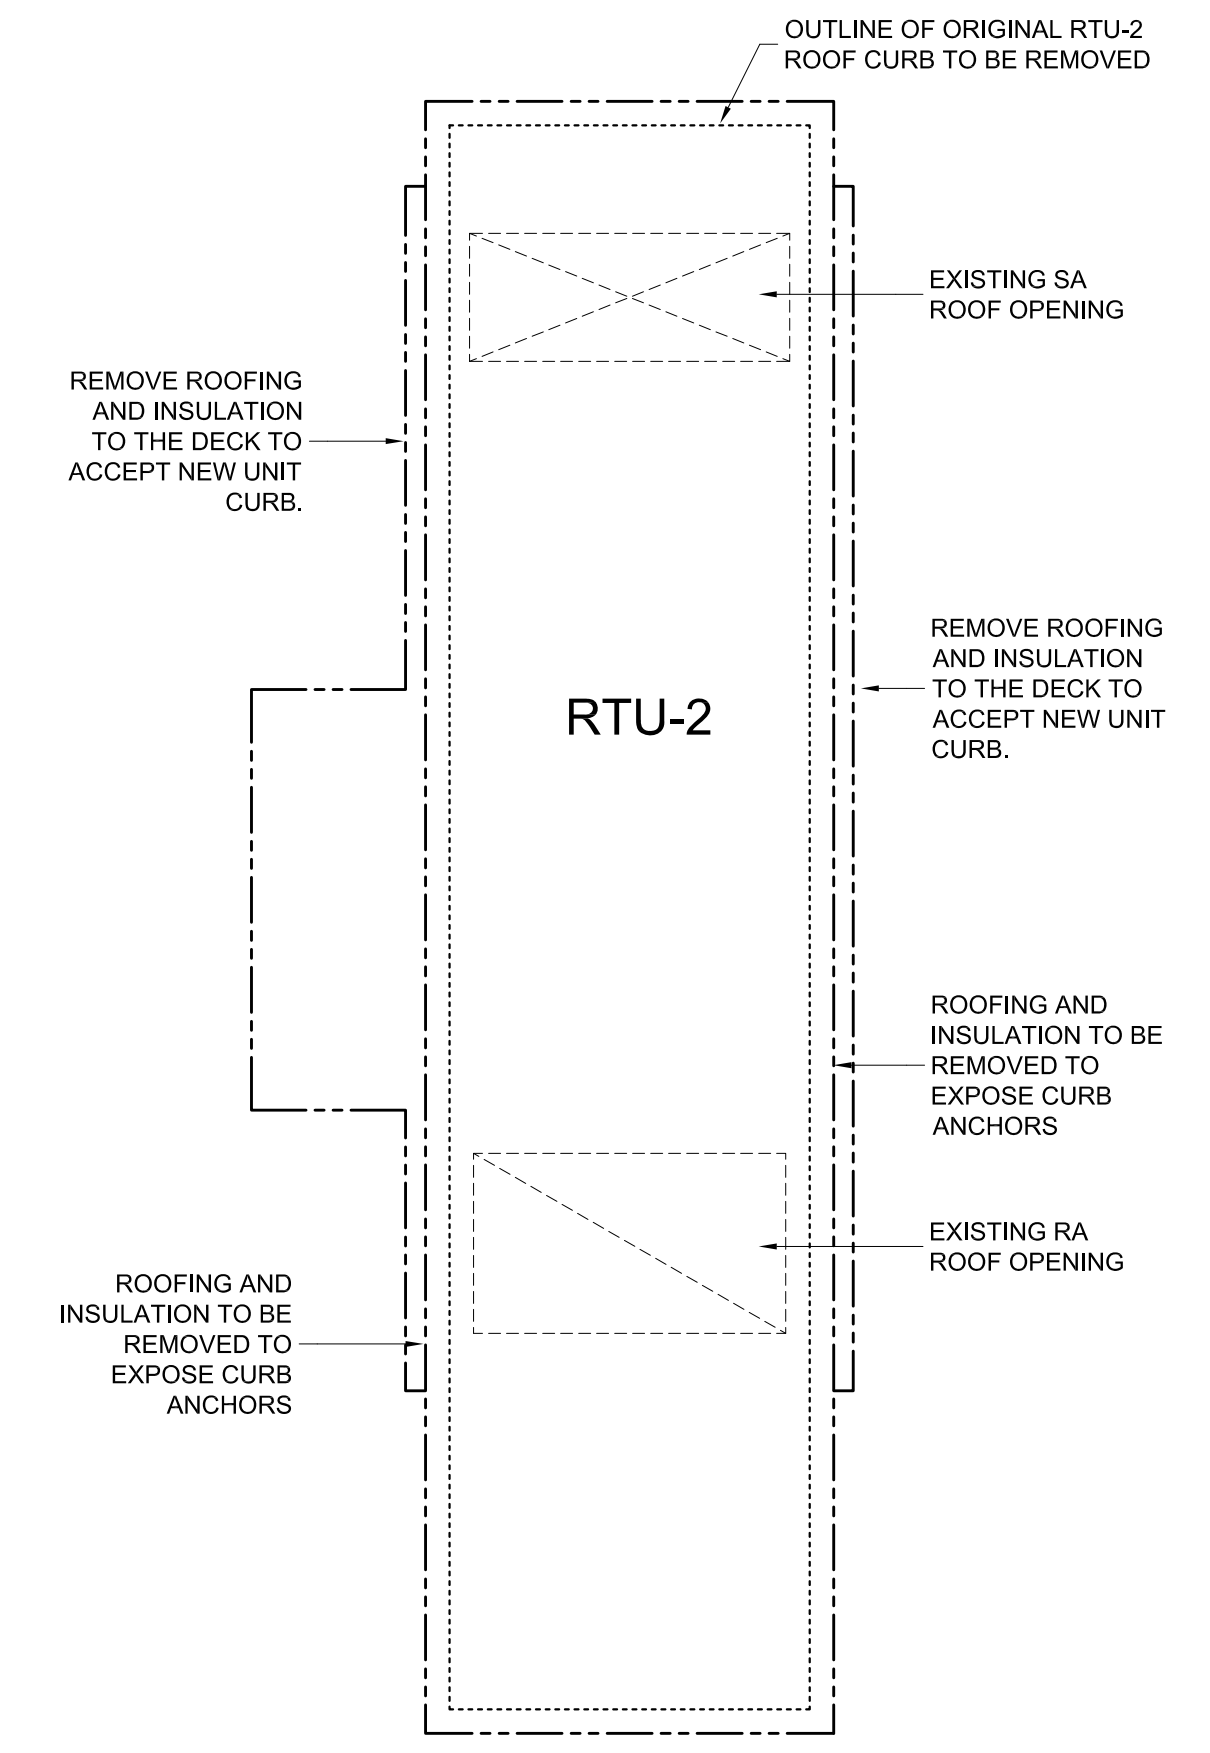 OUTLINE OF ORIGINAL RTU-2
ROOF CURB TO BE REMOVED
EXISTING SA
ROOF OPENING
REMOVE ROOFING
AND INSULATION
TO THE DECK TO
ACCEPT NEW UNIT
CURB.
REMOVE ROOFING
AND INSULATION
TO THE DECK TO
ACCEPT NEW UNIT
CURB.
RTU-2
ROOFING AND
INSULATION TO BE
REMOVED TO
EXPOSE CURB
ANCHORS
EXISTING RA
ROOF OPENING
ROOFING AND
INSULATION TO BE
REMOVED TO
EXPOSE CURB
ANCHORS